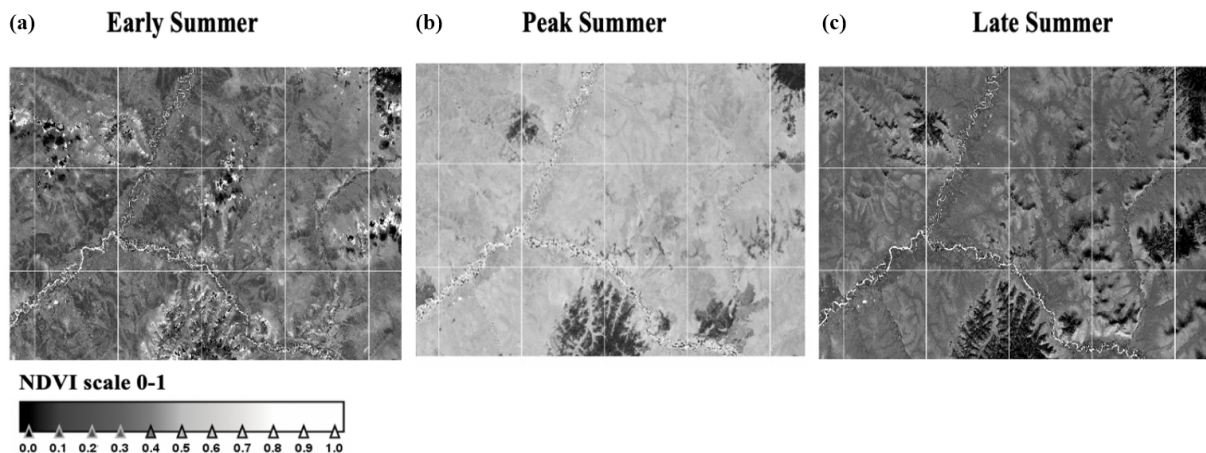 (a) Early Summer
(b) Peak Summer
(c) Late Summer
NDVI scale 0-1
0.0 0.1 0.2 0.3 0.4 0.5 0.6 0.7 0.8 0.9 1.0